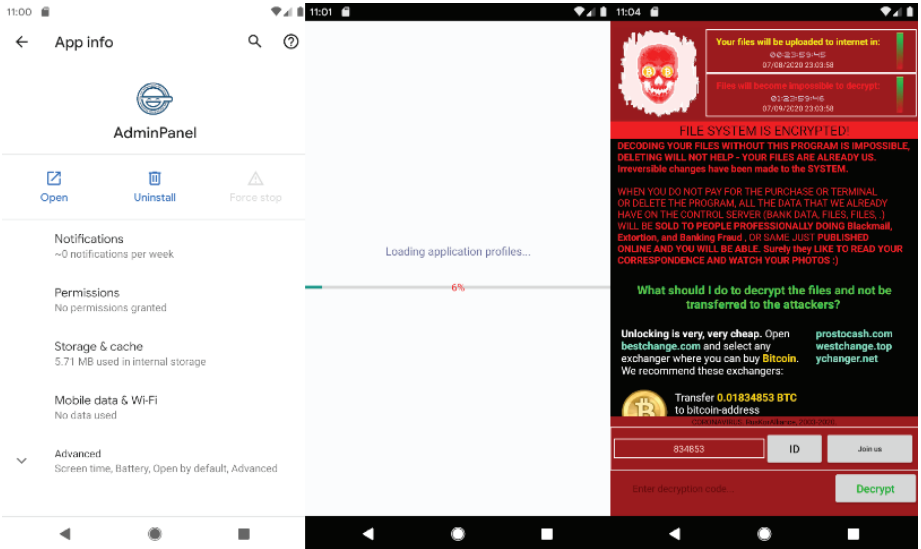 11:00
App info
AdminPanel
Open
Uninstall
Force stop
Notifications
~0 notifications per week
Permissions
No permissions granted
Storage & cache
5.71 MB used in internal storage
Mobile data & Wi-Fi
No data used
Advanced
Screen time, Battery, Open by default, Advanced
11:01
Loading application profiles...
6%
11:04
Your files will be uploaded to internet in:
00:23:59:45
07/08/2020 23:03:58
Files will become impossible to decrypt:
01:23:59:46
07/09/2020 23:03:58
FILE SYSTEM IS ENCRYPTED!
DECODING YOUR FILES WITHOUT THIS PROGRAM IS IMPOSSIBLE,
DELETING WILL NOT HELP - YOUR FILES ARE ALREADY US.
Irreversible changes have been made to the SYSTEM.
WHEN YOU DO NOT PAY FOR THE PURCHASE OR TERMINAL
OR DELETE THE PROGRAM, ALL THE DATA THAT WE ALREADY
HAVE ON THE CONTROL SERVER (BANK DATA, FILES, FILES, .)
WILL BE SOLD TO PEOPLE PROFESSIONALLY DOING Blackmail,
Extortion, and Banking Fraud , OR SAME JUST PUBLISHED
ONLINE AND YOU WILL BE ABLE. Surely they LIKE TO READ YOUR
CORRESPONDENCE AND WATCH YOUR PHOTOS :)
What should I do to decrypt the files and not be
transferred to the attackers?
Unlocking is very, very cheap. Open
bestchange.com and select any
exchanger where you can buy Bitcoin.
We recommend these exchangers:
prostocash.com
westchange.top
ychanger.net
Transfer 0.01834853 BTC
to bitcoin-address
834853
ID
Join us
Enter decryption code...
Decrypt